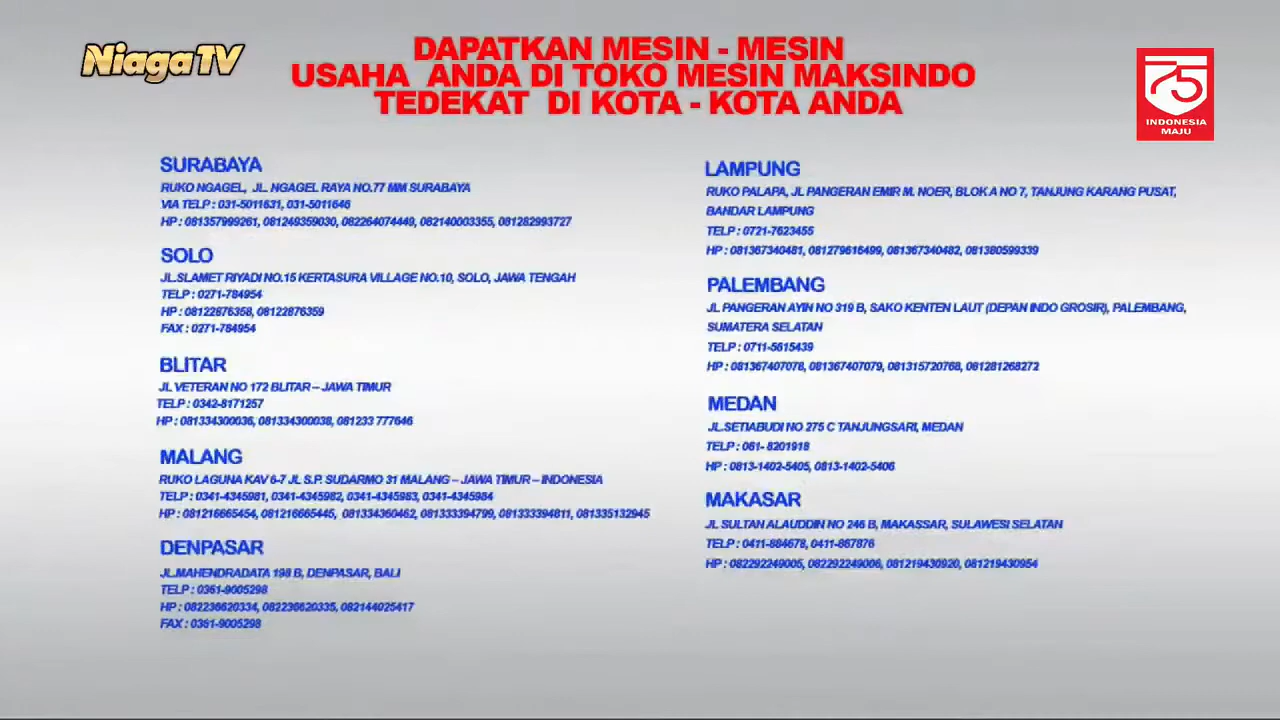 NiagaTV
DAPATKAN MESIN - MESIN
USAHA ANDA DI TOKO MESIN MAKSINDO
TEDEKAT DI KOTA - KOTA ANDA
75
INDONESIA
MAJU
SURABAYA
RUKO NGAGEL, JL. NGAGEL RAYA NO.77 MM SURABAYA
VIA TELP : 031-5011631, 031-5011646
HP : 081357999261, 081249359030, 082264074449, 082140003355, 081282993727
SOLO
JL.SLAMET RIYADI NO.15 KERTASURA VILLAGE NO.10, SOLO, JAWA TENGAH
TELP : 0271-784954
HP : 08122876358, 08122876359
FAX : 0271-784954
BLITAR
JL VETERAN NO 172 BLITAR – JAWA TIMUR
TELP : 0342-8171257
HP : 081334300036, 081334300038, 081233 777646
MALANG
RUKO LAGUNA KAV 6-7 JL S.P. SUDARMO 31 MALANG – JAWA TIMUR – INDONESIA
TELP : 0341-4345981, 0341-4345982, 0341-4345983, 0341-4345984
HP : 081216665454, 081216665445, 081334360462, 081333394799, 081333394811, 081335132945
DENPASAR
JL.MAHENDRADATA 198 B, DENPASAR, BALI
TELP : 0361-9005298
HP : 082236620334, 082236620335, 082144025417
FAX : 0361-9005298
LAMPUNG
RUKO PALAPA, JL PANGERAN EMIR M. NOER, BLOK A NO 7, TANJUNG KARANG PUSAT,
BANDAR LAMPUNG
TELP : 0721-7623455
HP : 081367340481, 081279616499, 081367340482, 081380599339
PALEMBANG
JL PANGERAN AYIN NO 319 B, SAKO KENTEN LAUT (DEPAN INDO GROSIR), PALEMBANG,
SUMATERA SELATAN
TELP : 0711-5615439
HP : 081367407078, 081367407079, 081315720768, 081281268272
MEDAN
JL.SETIABUDI NO 275 C TANJUNGSARI, MEDAN
TELP : 061- 8201918
HP : 0813-1402-5405, 0813-1402-5406
MAKASAR
JL SULTAN ALAUDDIN NO 246 B, MAKASSAR, SULAWESI SELATAN
TELP : 0411-884678, 0411-867876
HP : 082292249005, 082292249006, 081219430920, 081219430954